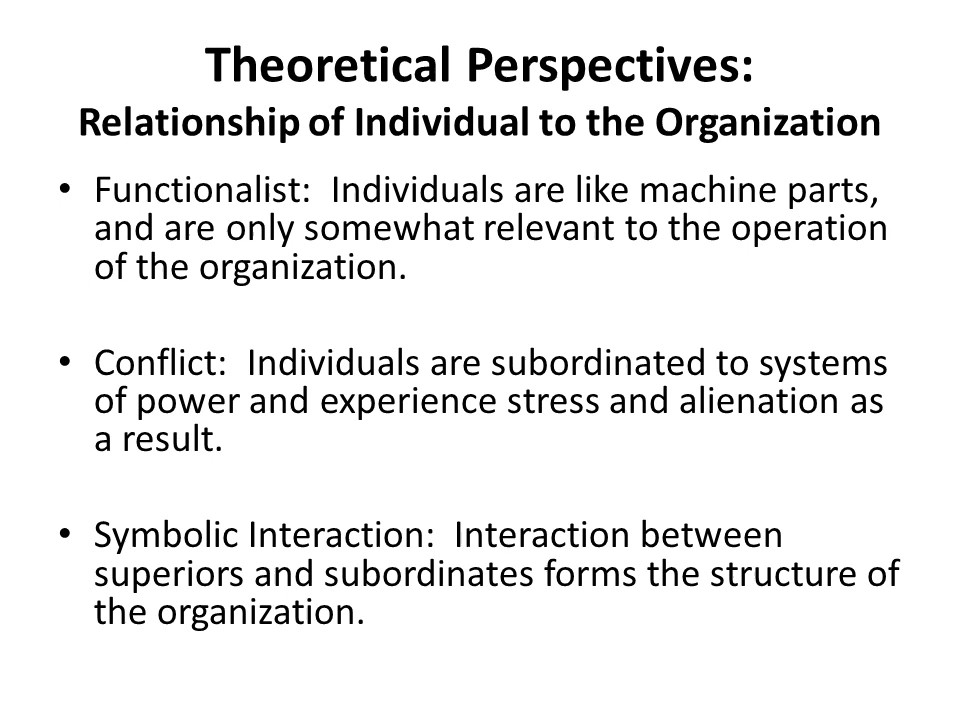 Theoretical Perspectives:
Relationship of Individual to the Organization
• Functionalist:  Individuals are like machine parts,
and are only somewhat relevant to the operation
of the organization.
• Conflict:  Individuals are subordinated to systems
of power and experience stress and alienation as
a result.
• Symbolic Interaction:  Interaction between
superiors and subordinates forms the structure of
the organization.